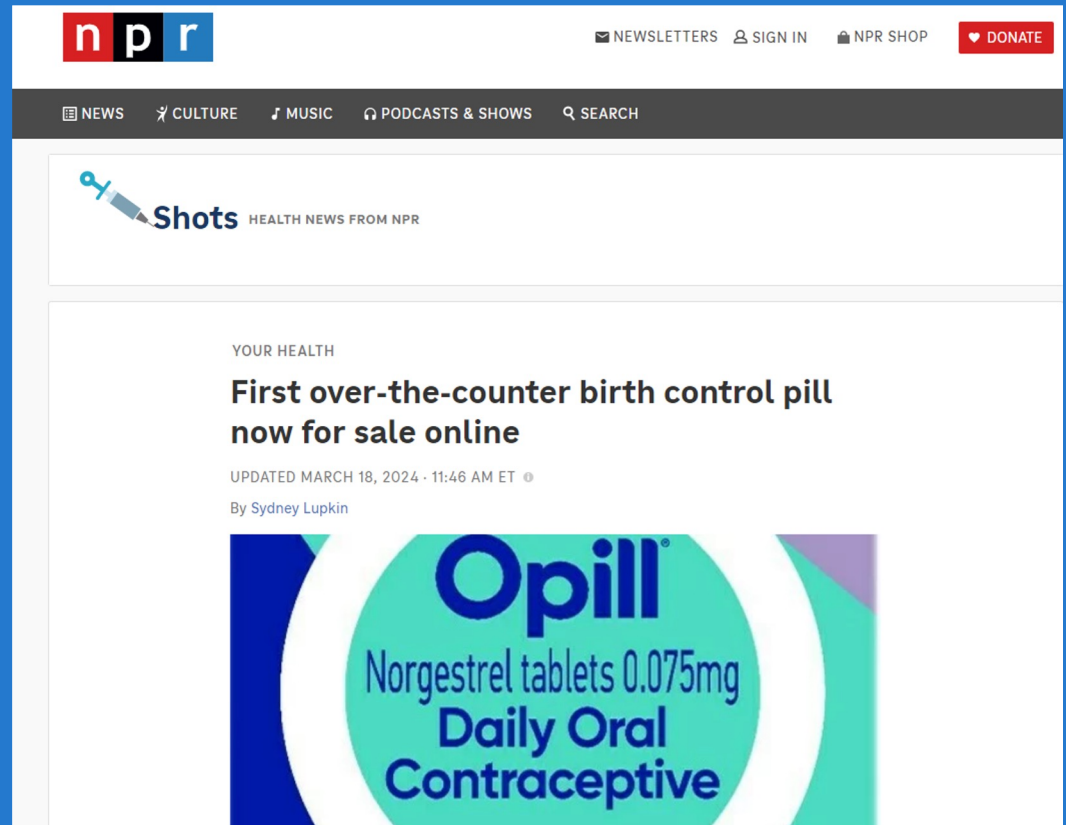 npr
NEWSLETTERS SIGN IN NPR SHOP DONATE
NEWS CULTURE MUSIC PODCASTS & SHOWS SEARCH
Shots HEALTH NEWS FROM NPR
YOUR HEALTH
First over-the-counter birth control pill
now for sale online
UPDATED MARCH 18, 2024 · 11:46 AM ET
By Sydney Lupkin
Opill®
Norgestrel tablets 0.075mg
Daily Oral
Contraceptive